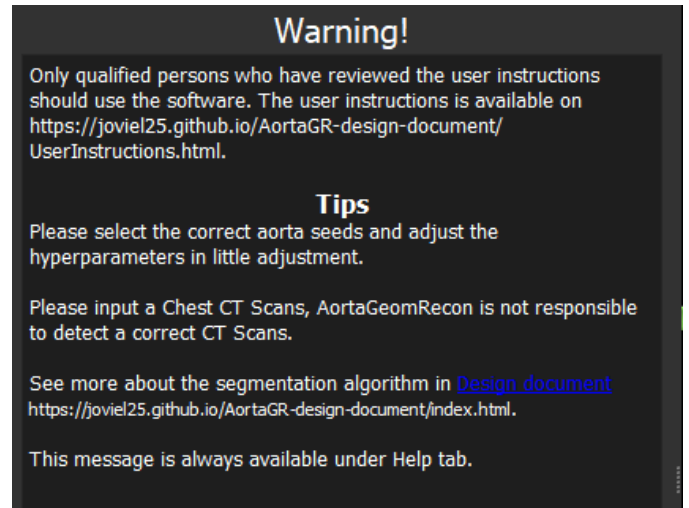 Warning!
Only qualified persons who have reviewed the user instructions
should use the software. The user instructions is available on
https://joviel25.github.io/AortaGR-design-document/
UserInstructions.html.
Tips
Please select the correct aorta seeds and adjust the
hyperparameters in little adjustment.
Please input a Chest CT Scans, AortaGeomRecon is not responsible
to detect a correct CT Scans.
See more about the segmentation algorithm in Design document
https://joviel25.github.io/AortaGR-design-document/index.html.
This message is always available under Help tab.